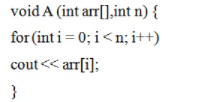 void A (int arr[],int n) {
for(int i = 0; i < n; i++)
cout << arr[i];
}